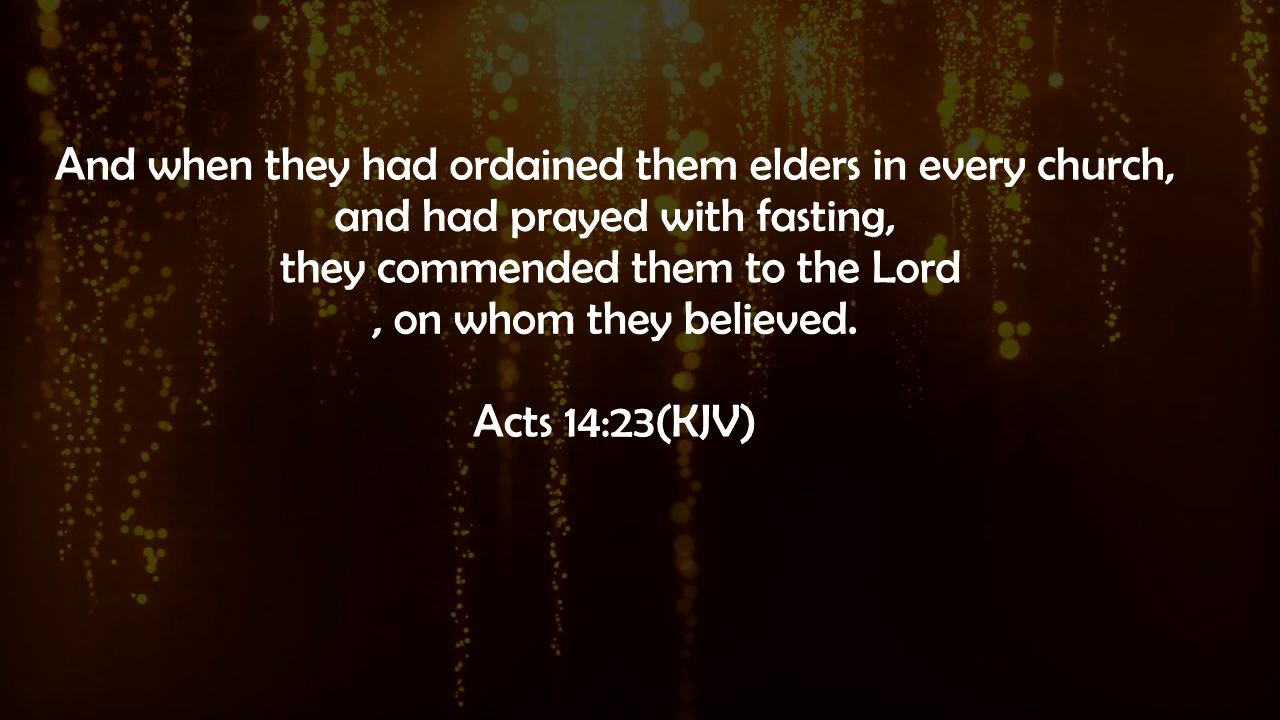 And when they had ordained them elders in every church,
and had prayed with fasting,
they commended them to the Lord
, on whom they believed.
Acts 14:23(KJV)